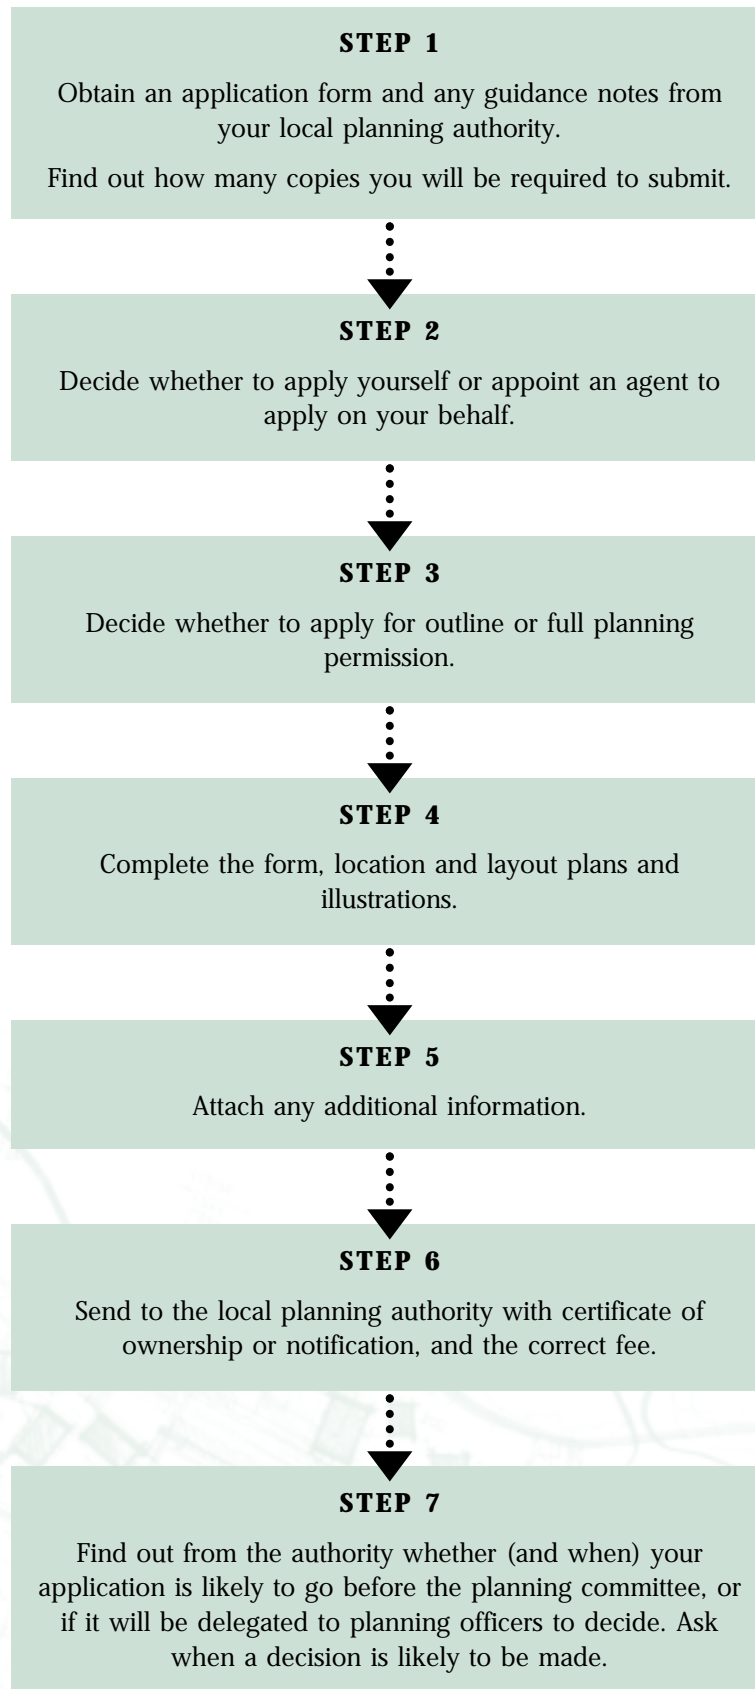 STEP 1
Obtain an application form and any guidance notes from
your local planning authority.
Find out how many copies you will be required to submit.
STEP 2
Decide whether to apply yourself or appoint an agent to
apply on your behalf.
STEP 3
Decide whether to apply for outline or full planning
permission.
STEP 4
Complete the form, location and layout plans and
illustrations.
STEP 5
Attach any additional information.
STEP 6
Send to the local planning authority with certificate of
ownership or notification, and the correct fee.
STEP 7
Find out from the authority whether (and when) your
application is likely to go before the planning committee, or
if it will be delegated to planning officers to decide. Ask
when a decision is likely to be made.